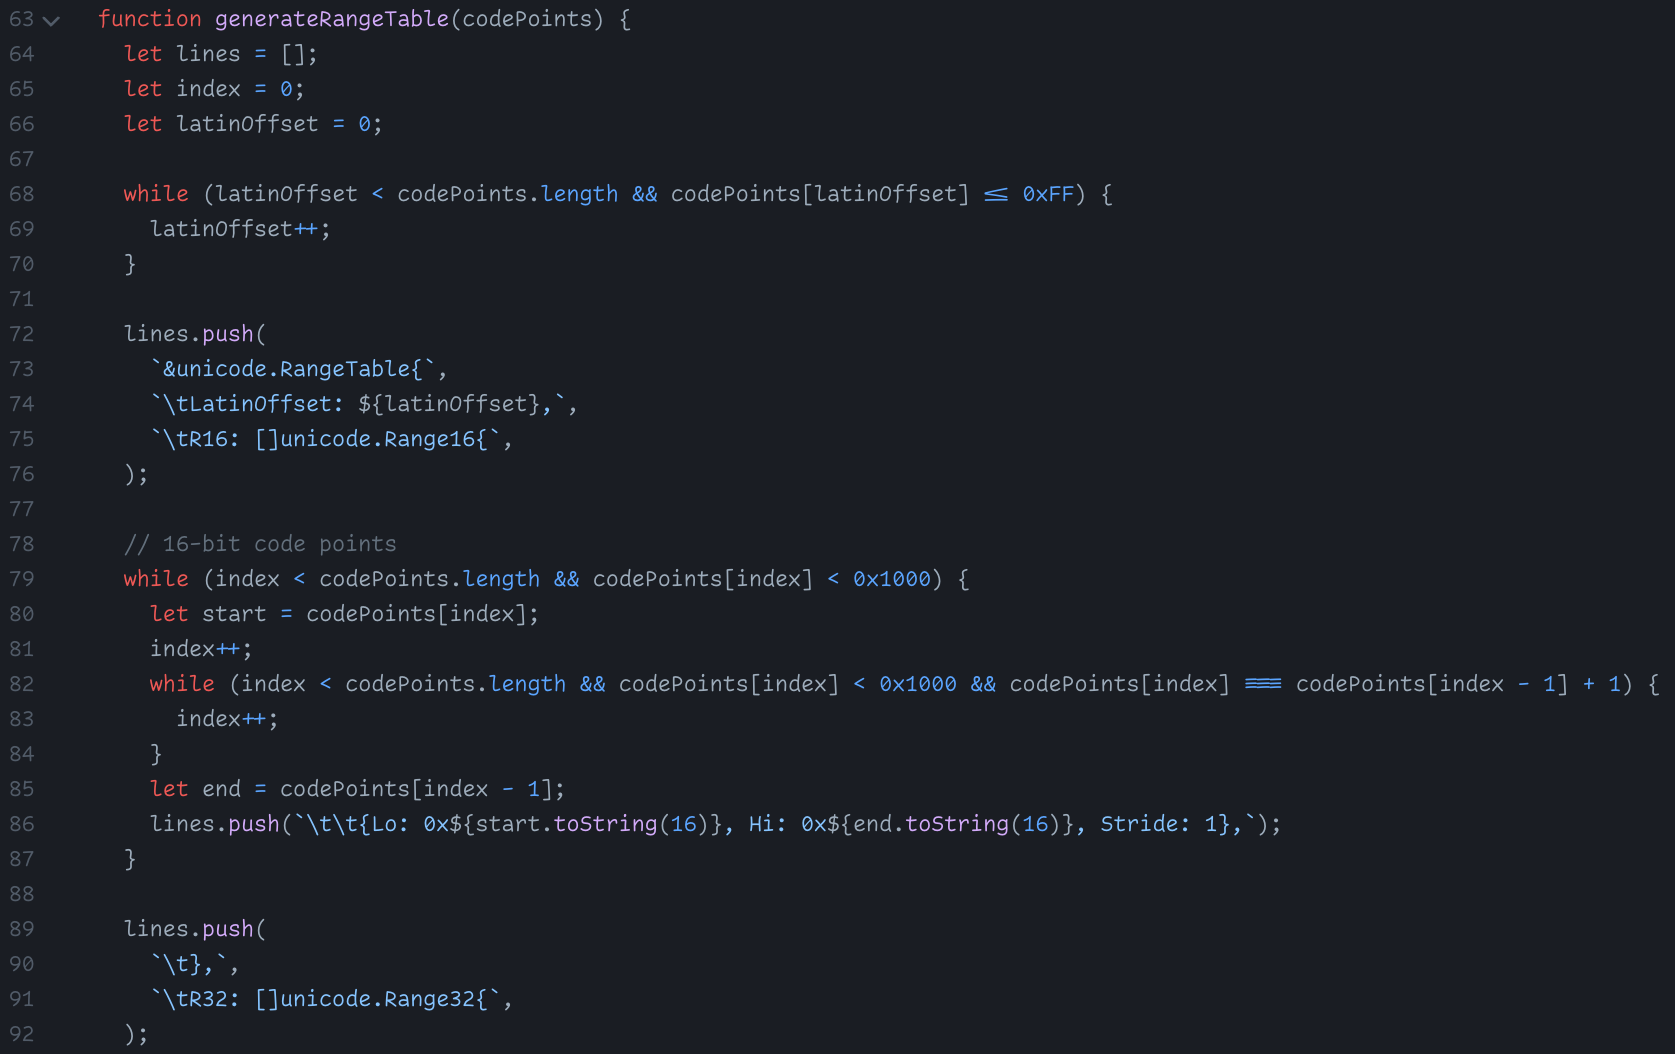 63 function generateRangeTable(codePoints) {
64 let lines = [];
65 let index = 0;
66 let latinOffset = 0;
67
68 while (latinOffset < codePoints.length && codePoints[latinOffset] <= 0xFF) {
69 latinOffset++;
70 }
71
72 lines.push(
73 `&unicode.RangeTable{`,
74 `\tLatinOffset: ${latinOffset},`,
75 `\tR16: []unicode.Range16{`,
76 );
77
78 // 16-bit code points
79 while (index < codePoints.length && codePoints[index] < 0x1000) {
80 let start = codePoints[index];
81 index++;
82 while (index < codePoints.length && codePoints[index] < 0x1000 && codePoints[index] === codePoints[index - 1] + 1) {
83 index++;
84 }
85 let end = codePoints[index - 1];
86 lines.push(`\t\t{Lo: 0x${start.toString(16)}, Hi: 0x${end.toString(16)}, Stride: 1},`);
87 }
88
89 lines.push(
90 `\t},`,
91 `\tR32: []unicode.Range32{`,
92 );